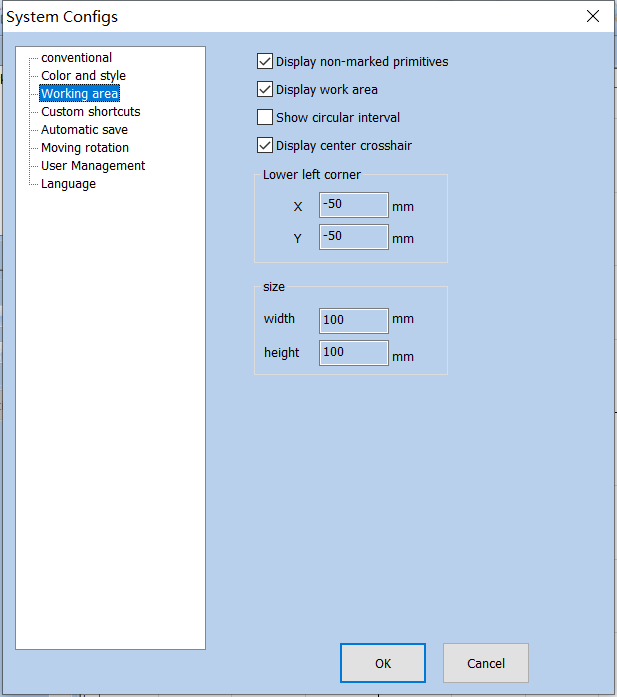 System Configs
conventional
Color and style
Working area
Custom shortcuts
Automatic save
Moving rotation
User Management
Language
Display non-marked primitives
Display work area
Show circular interval
Display center crosshair
Lower left corner
X -50 mm
Y -50 mm
size
width 100 mm
height 100 mm
OK Cancel